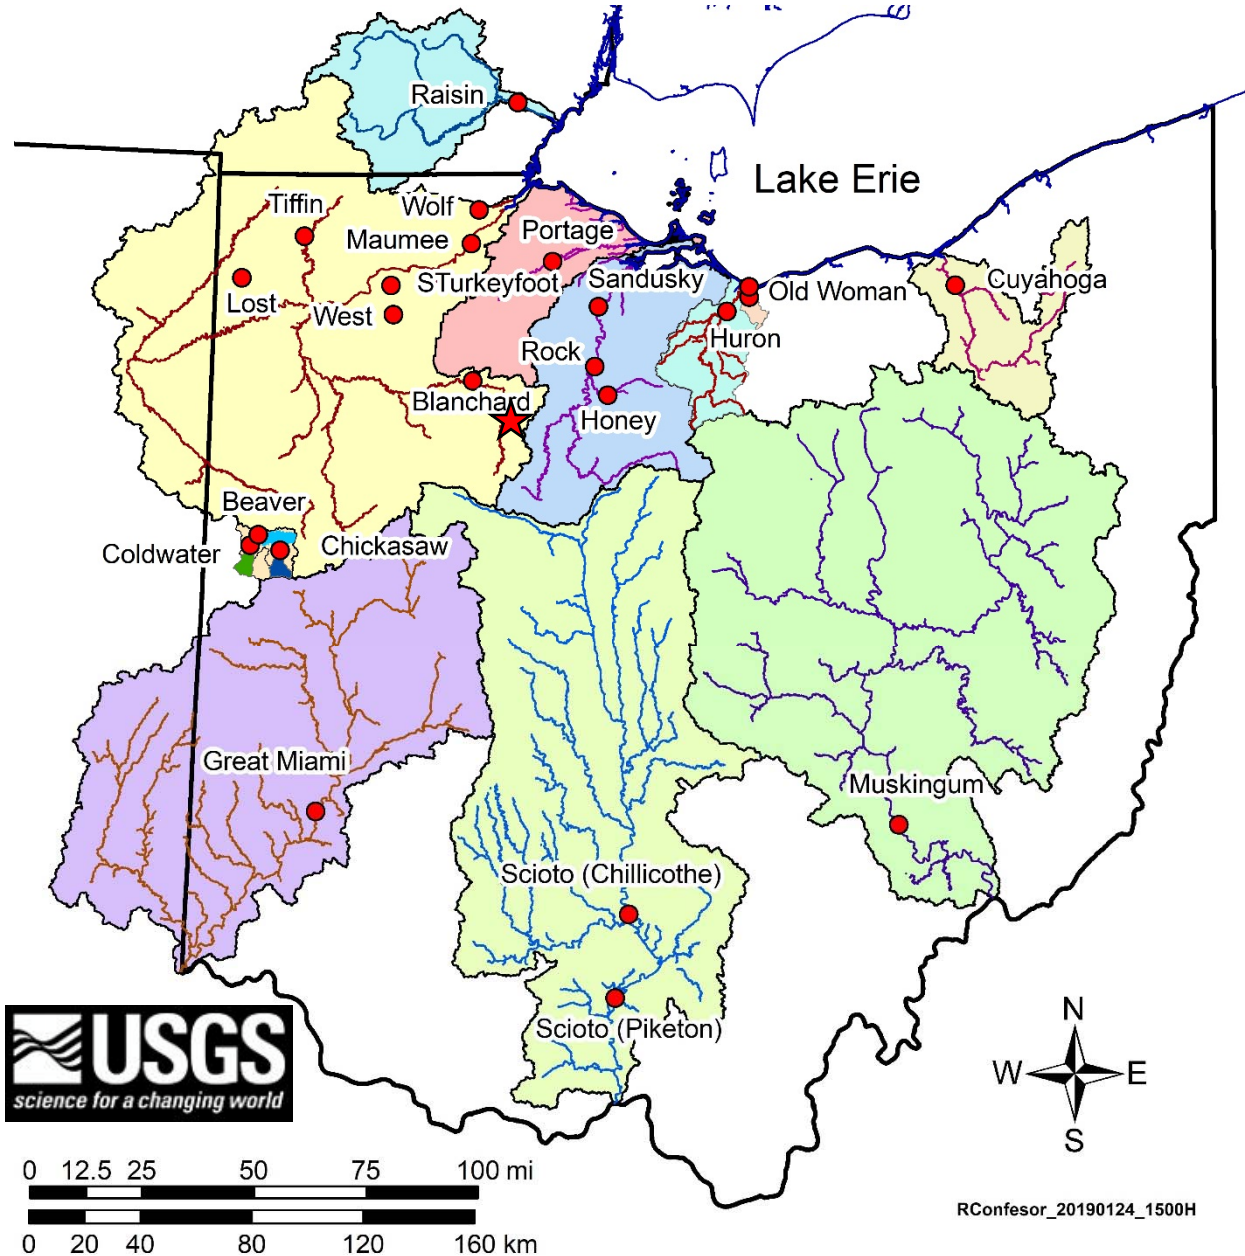 Raisin
Lake Erie
Tiffin
Wolf
Maumee
Portage
STurkeyfoot
Sandusky
Old Woman
Cuyahoga
Lost
West
Huron
Rock
Blanchard
Honey
Beaver
Coldwater
Chickasaw
Great Miami
Muskingum
Scioto (Chillicothe)
Scioto (Piketon)
USGS
science for a changing world
N
W E
S
0 12.5 25 50 75 100 mi
0 20 40 80 120 160 km
RConfesor_20190124_1500H